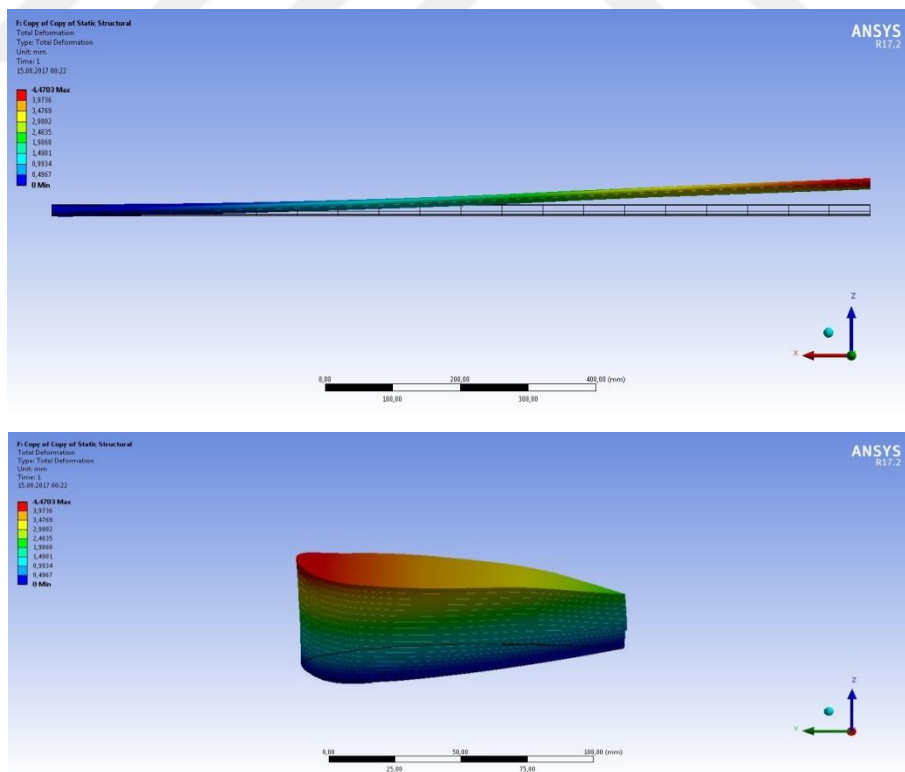 F: Copy of Copy of Static Structural
Total Deformation
Type: Total Deformation
Unit: mm
Time: 1
15.08.2017 00:22
4,4703 Max
3,9736
3,4769
2,9802
2,4835
1,9868
1,4901
0,9934
0,4967
0 Min
ANSYS
R17.2
Z
X
0,00 200,00 400,00 (mm)
100,00 300,00
F: Copy of Copy of Static Structural
Total Deformation
Type: Total Deformation
Unit: mm
Time: 1
15.08.2017 00:22
4,4703 Max
3,9736
3,4769
2,9802
2,4835
1,9868
1,4901
0,9934
0,4967
0 Min
ANSYS
R17.2
Z
Y
0,00 50,00 100,00 (mm)
25,00 75,00